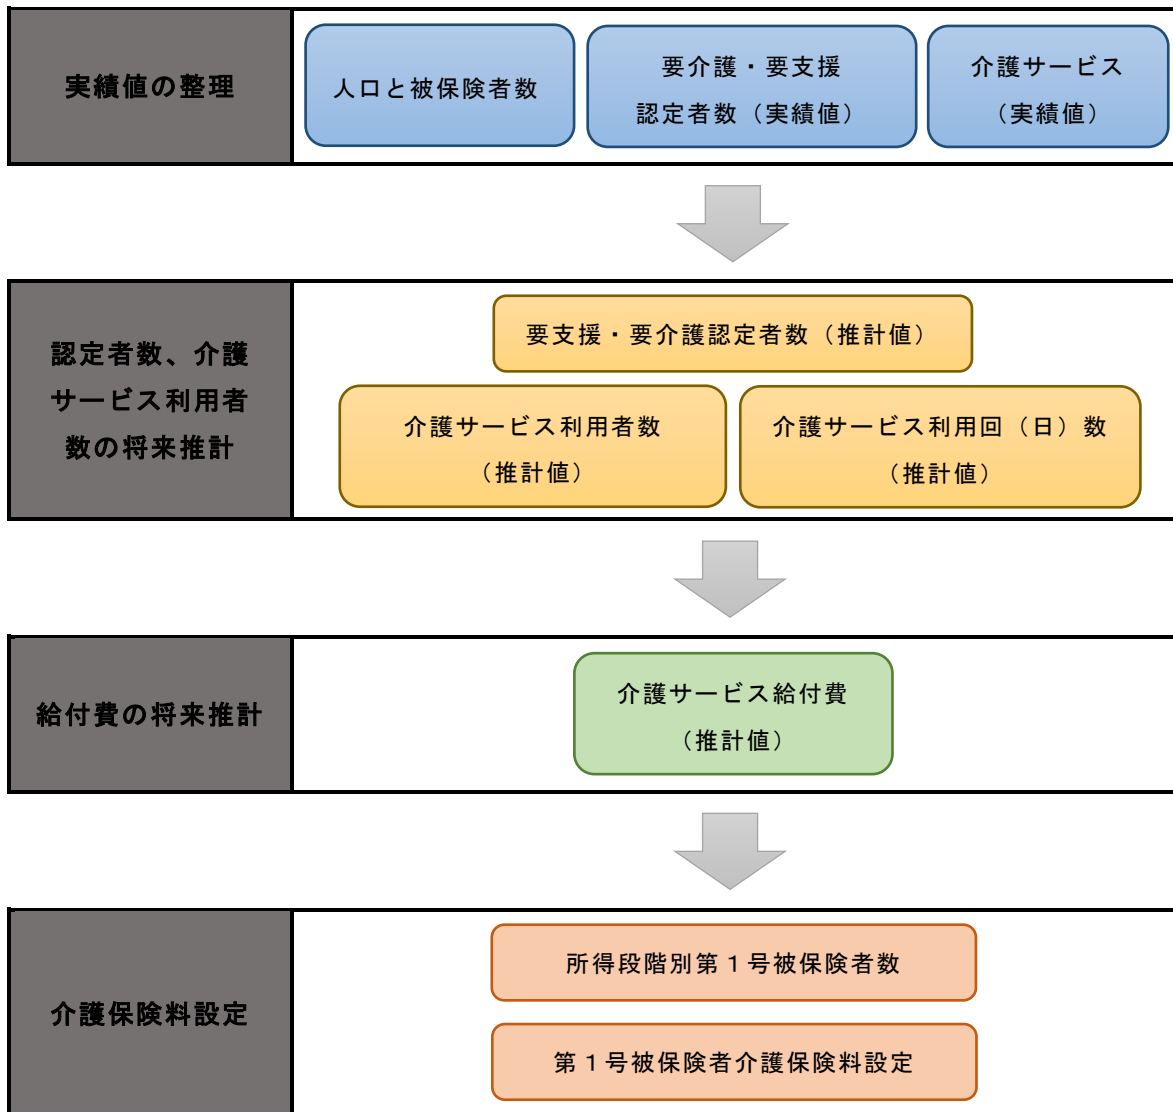 実績値の整理
人口と被保険者数
要介護・要支援
認定者数（実績値）
介護サービス
（実績値）
認定者数、介護
サービス利用者
数の将来推計
要支援・要介護認定者数（推計値）
介護サービス利用者数
（推計値）
介護サービス利用回（日）数
（推計値）
給付費の将来推計
介護サービス給付費
（推計値）
介護保険料設定
所得段階別第１号被保険者数
第１号被保険者介護保険料設定